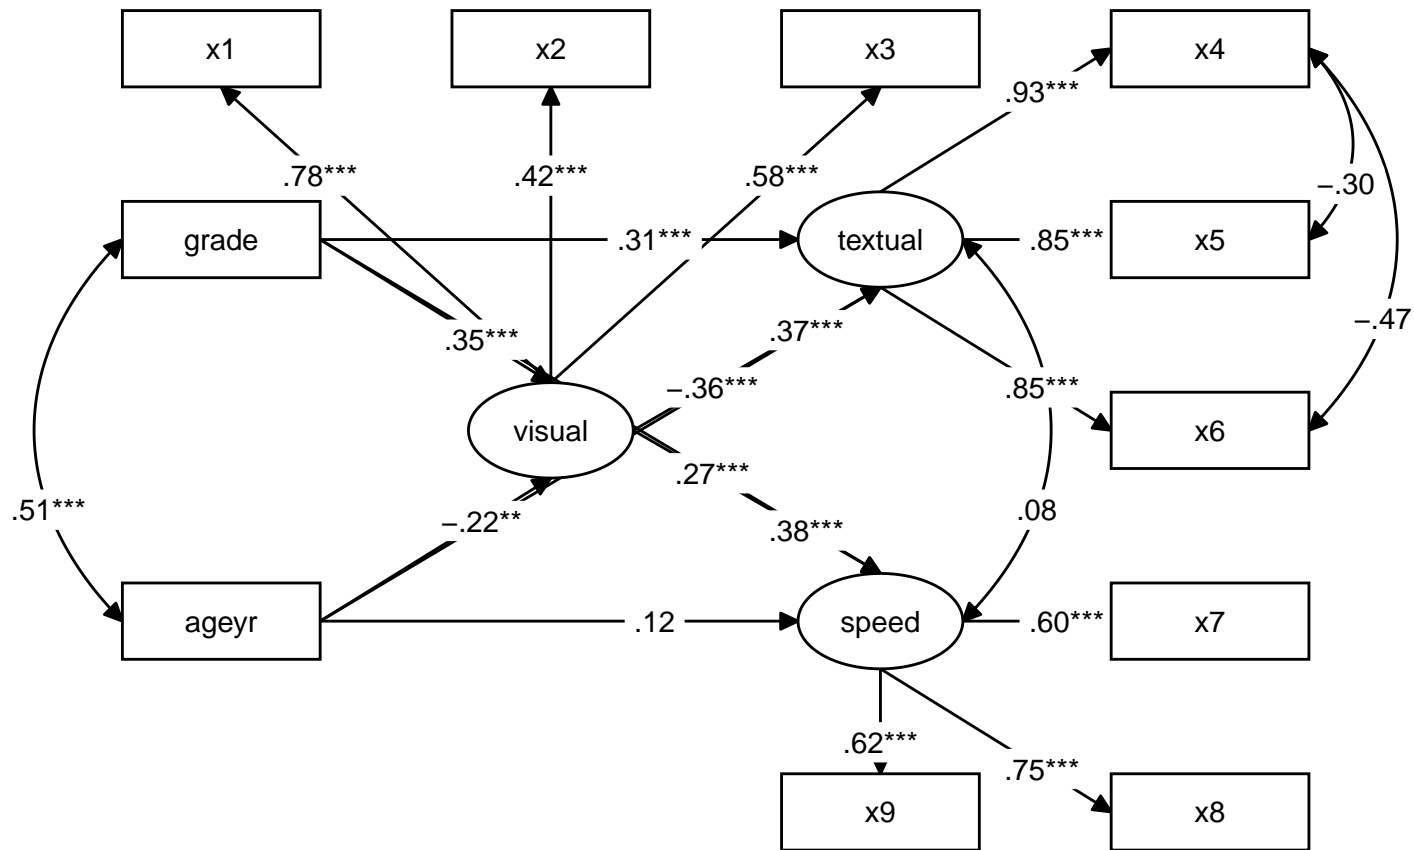 x1
x2
x3
x4
.93***
.78***
.42***
.58***
−.30
grade
.31***
textual
.85***
x5
.35***
.37***
−.47
−.36***
.85***
visual
x6
.27***
.51***
−.22**
.38***
.08
ageyr
.12
speed
.60***
x7
.62***
.75***
x9
x8